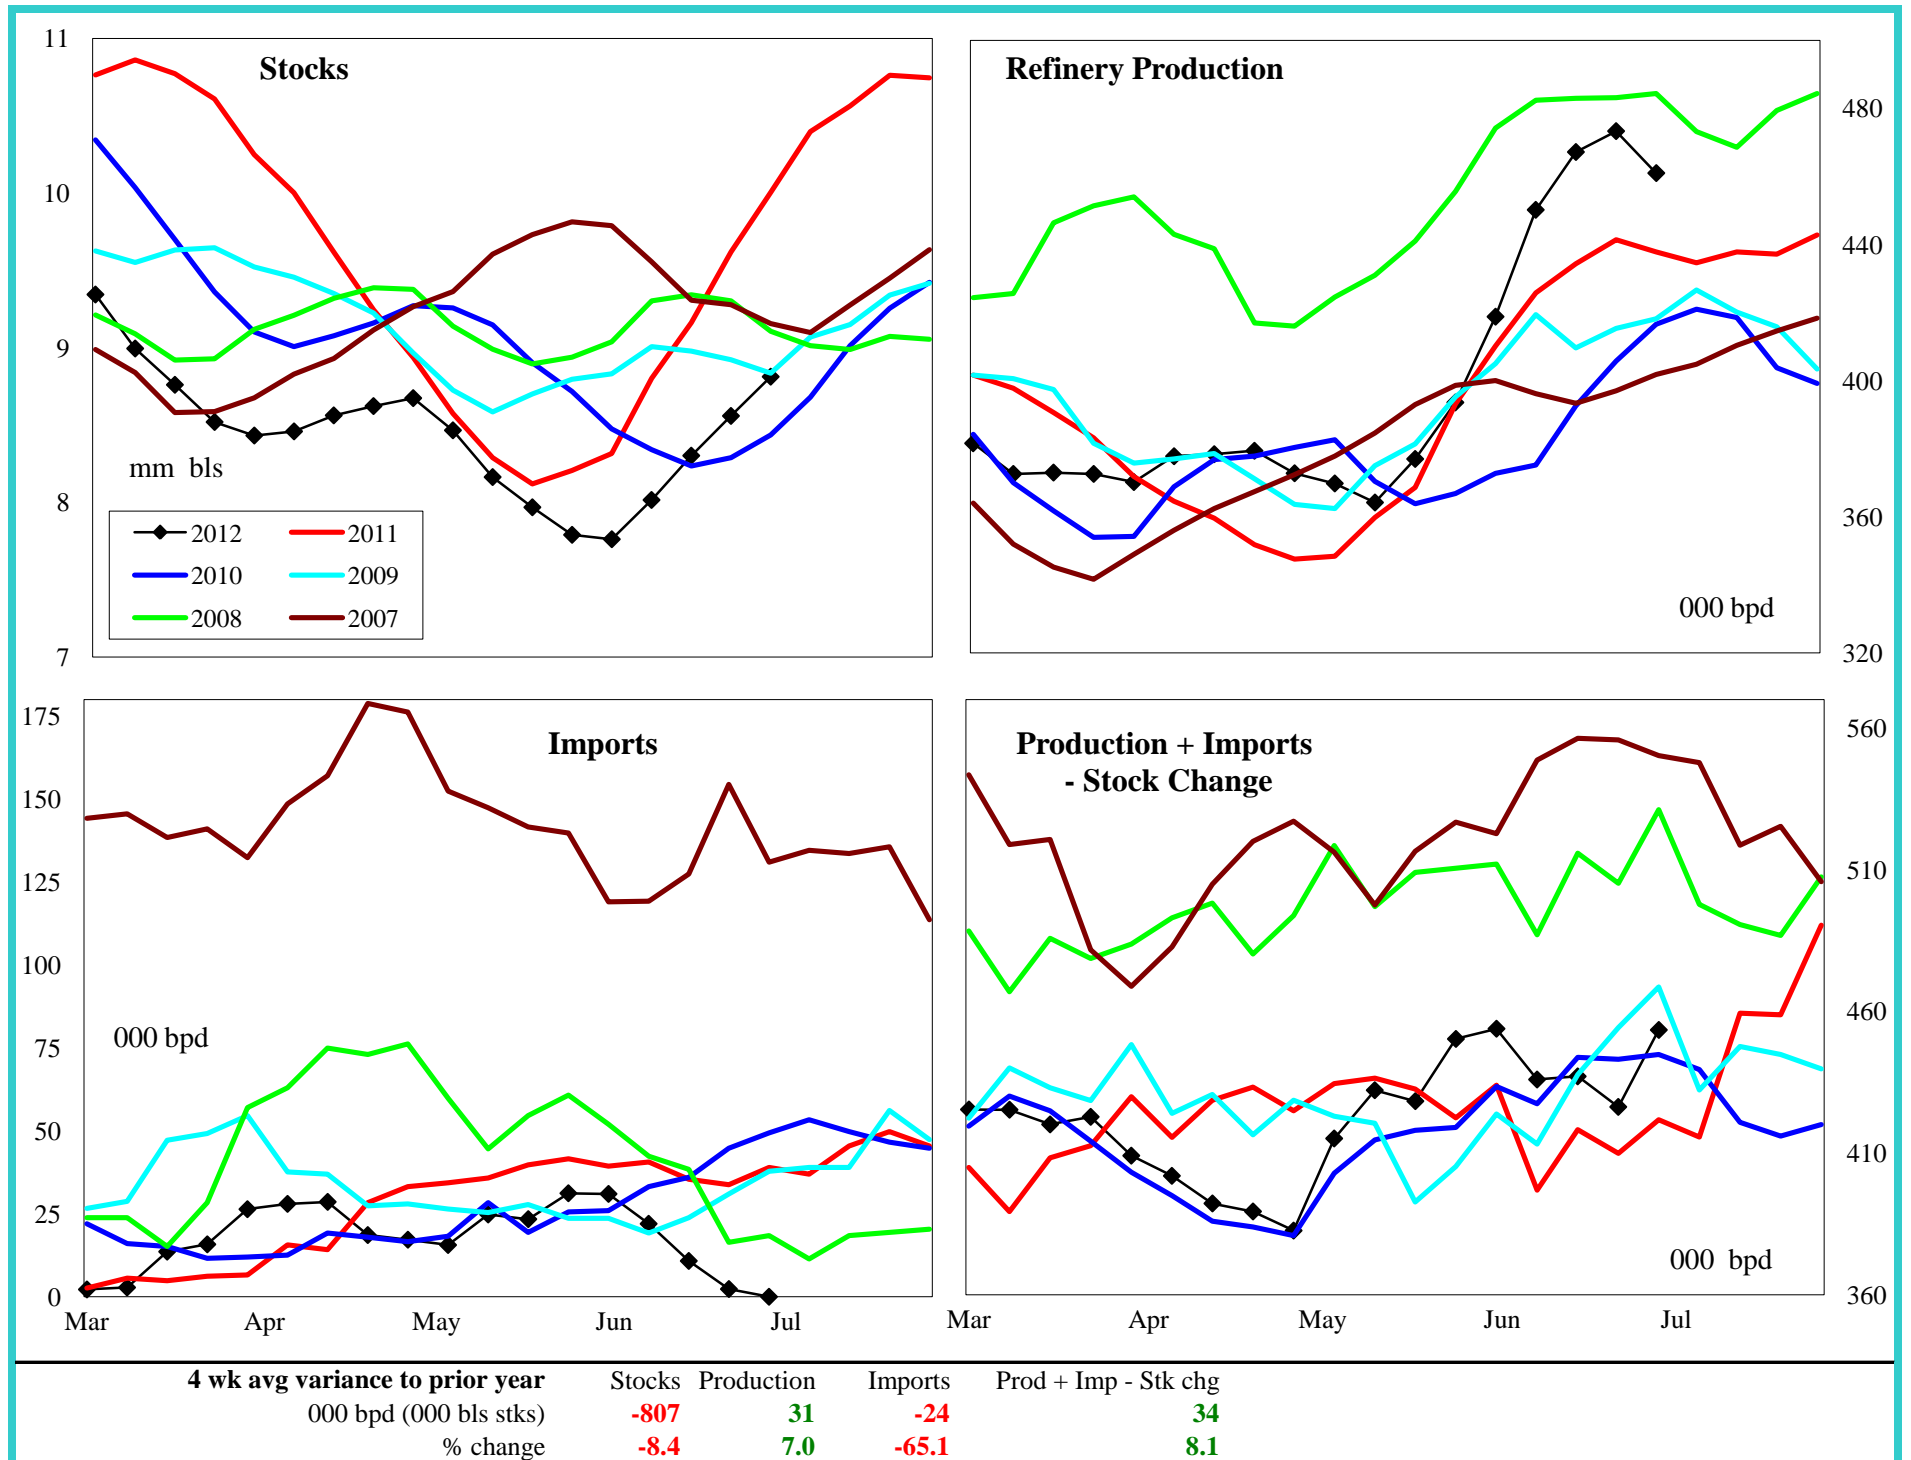 Stocks
11
10
9
8
7
mm bls
2012
2011
2010
2009
2008
2007
Refinery Production
480
440
400
360
320
000 bpd
Imports
175
150
125
100
75
50
25
0
000 bpd
Mar Apr May Jun Jul
Production + Imports
- Stock Change
560
510
460
410
360
000 bpd
Mar Apr May Jun Jul
4 wk avg variance to prior year Stocks Production Imports Prod + Imp - Stk chg
000 bpd (000 bls stks) -807 31 -24 34
% change -8.4 7.0 -65.1 8.1